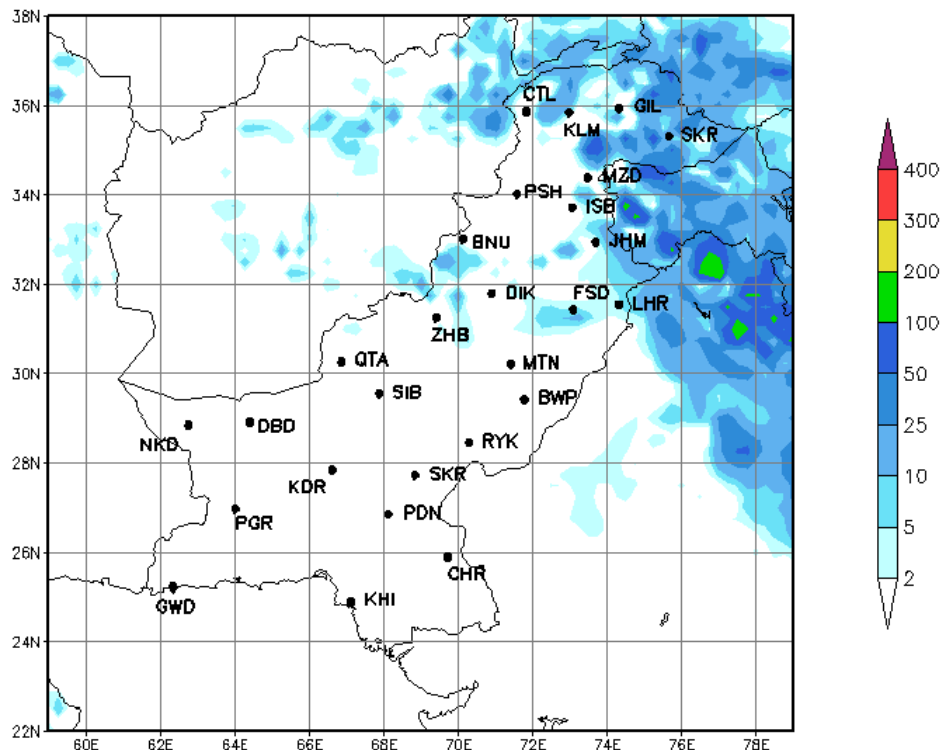 38N
36N
34N
32N
30N
28N
26N
24N
22N
60E
62E
64E
66E
68E
70E
72E
74E
76E
78E
CTL
KLM
GIL
SKR
MZD
PSH
ISB
BNU
JHM
DIK
FSD
LHR
ZHB
QTA
MTN
SIB
BWP
NKD
DBD
RYK
KDR
SKR
PGR
PDN
CHR
GWD
KHI
400
300
200
100
50
25
10
5
2